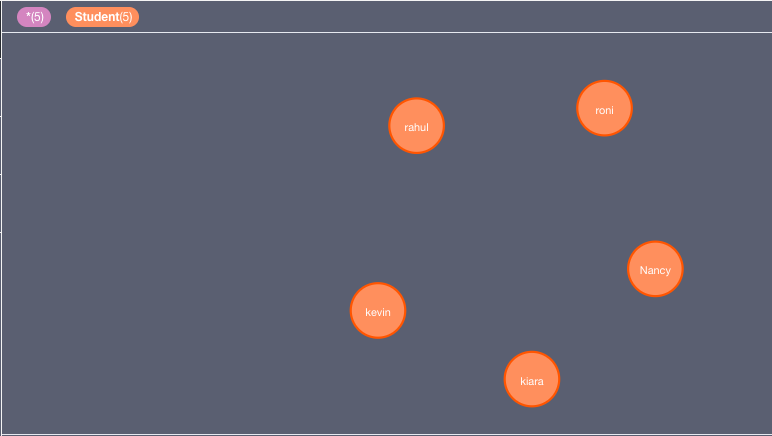 *(5) Student(5)
roni
rahul
Nancy
kevin
kiara